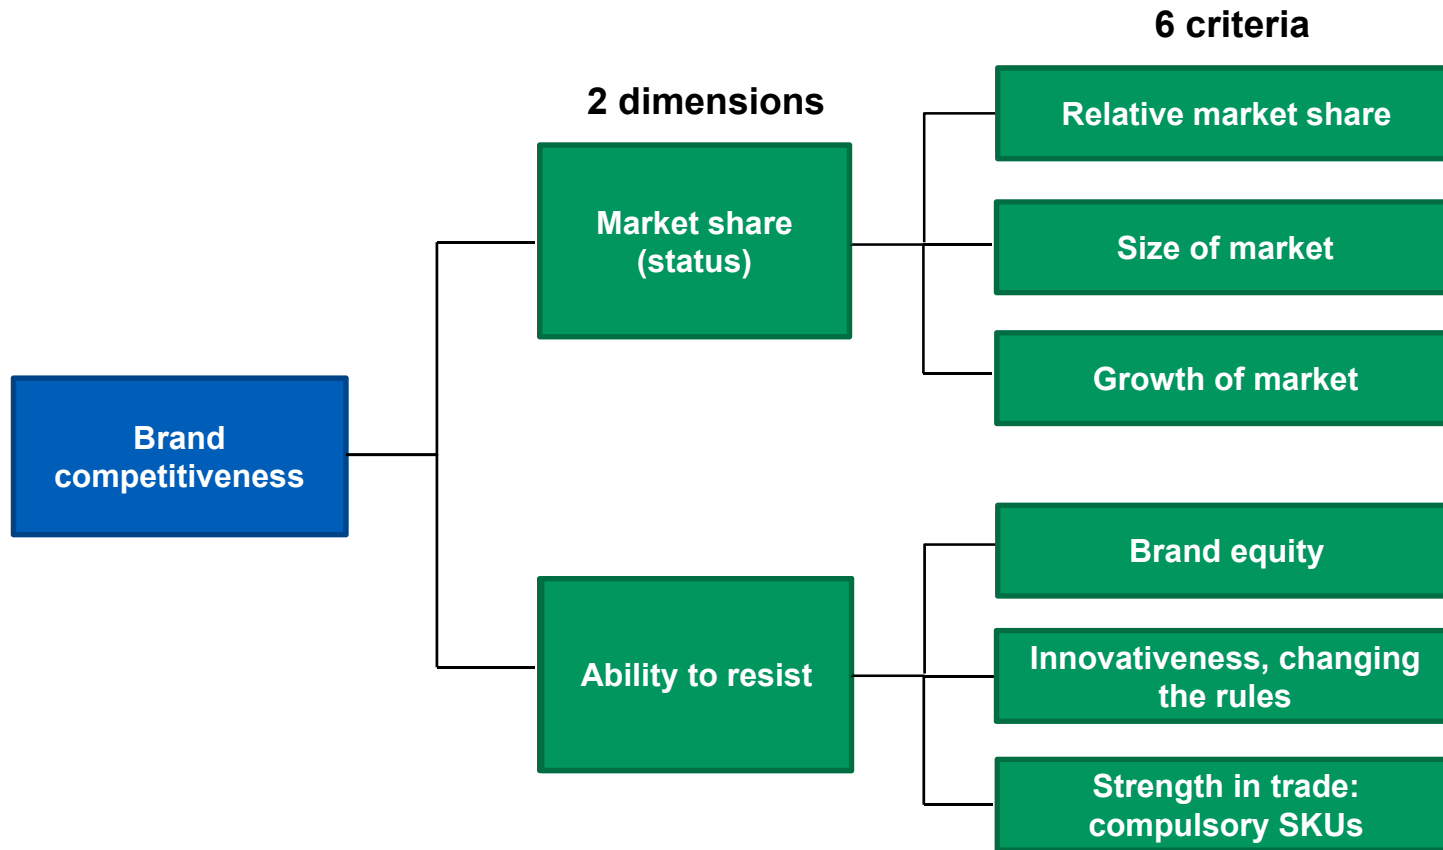 6 criteria
2 dimensions
Relative market share
Market share
(status)
Size of market
Growth of market
Brand
competitiveness
Brand equity
Ability to resist
Innovativeness, changing
the rules
Strength in trade:
compulsory SKUs